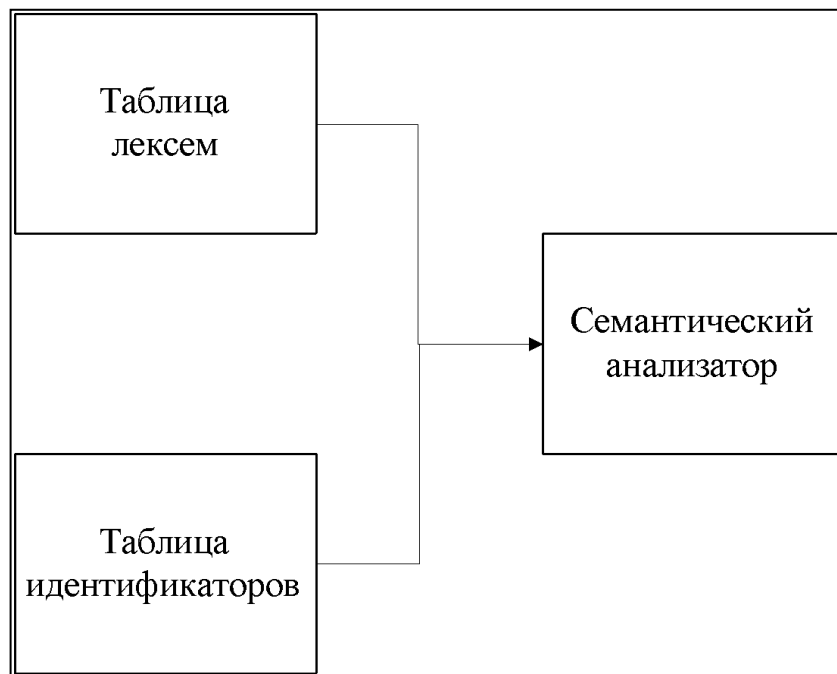 Таблица
лексем
Семантический
анализатор
Таблица
идентификаторов